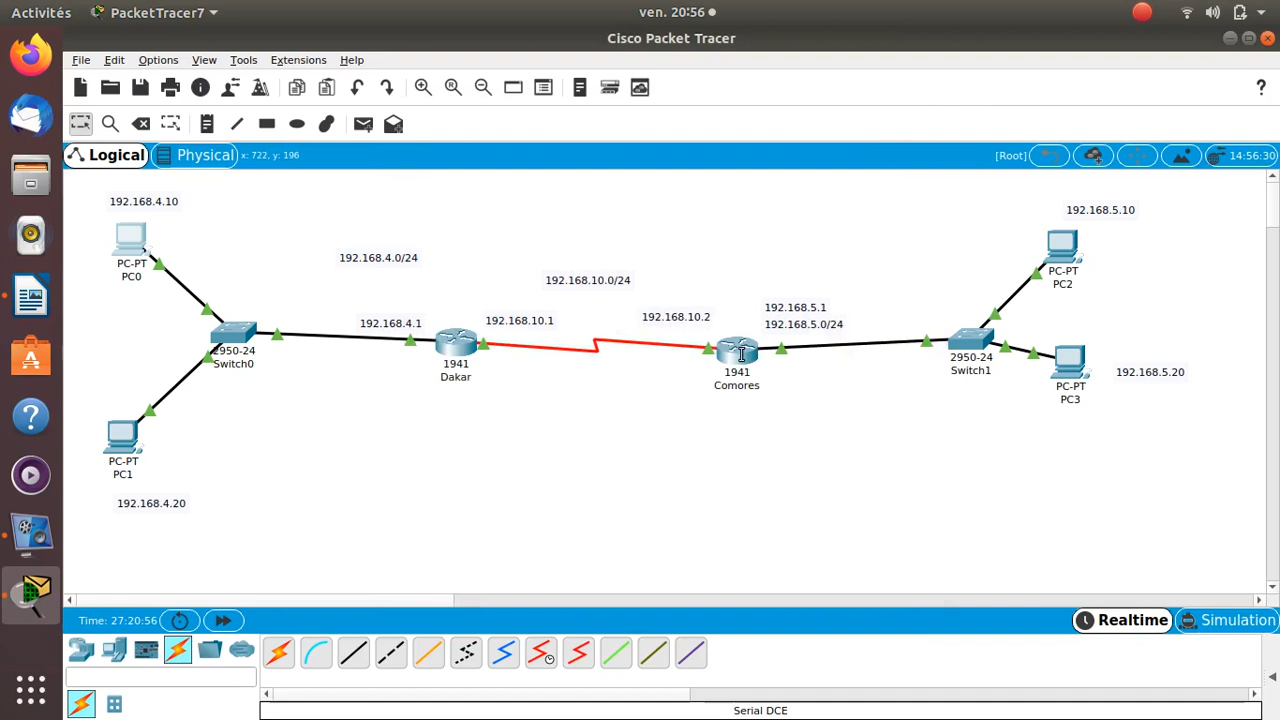 Activités
PacketTracer7
ven. 20:56
Cisco Packet Tracer
File Edit Options View Tools Extensions Help
?
Logical
Physical
x: 722, y: 196
[Root]
14:56:30
192.168.4.10
PC-PT
PC0
192.168.4.0/24
192.168.10.0/24
192.168.5.10
PC-PT
PC2
2950-24
Switch0
192.168.4.1
1941
Dakar
192.168.10.1
192.168.10.2
192.168.5.1
192.168.5.0/24
1941
Comores
2950-24
Switch1
PC-PT
PC3
192.168.5.20
PC-PT
PC1
192.168.4.20
Time: 27:20:56
Realtime
Simulation
Serial DCE